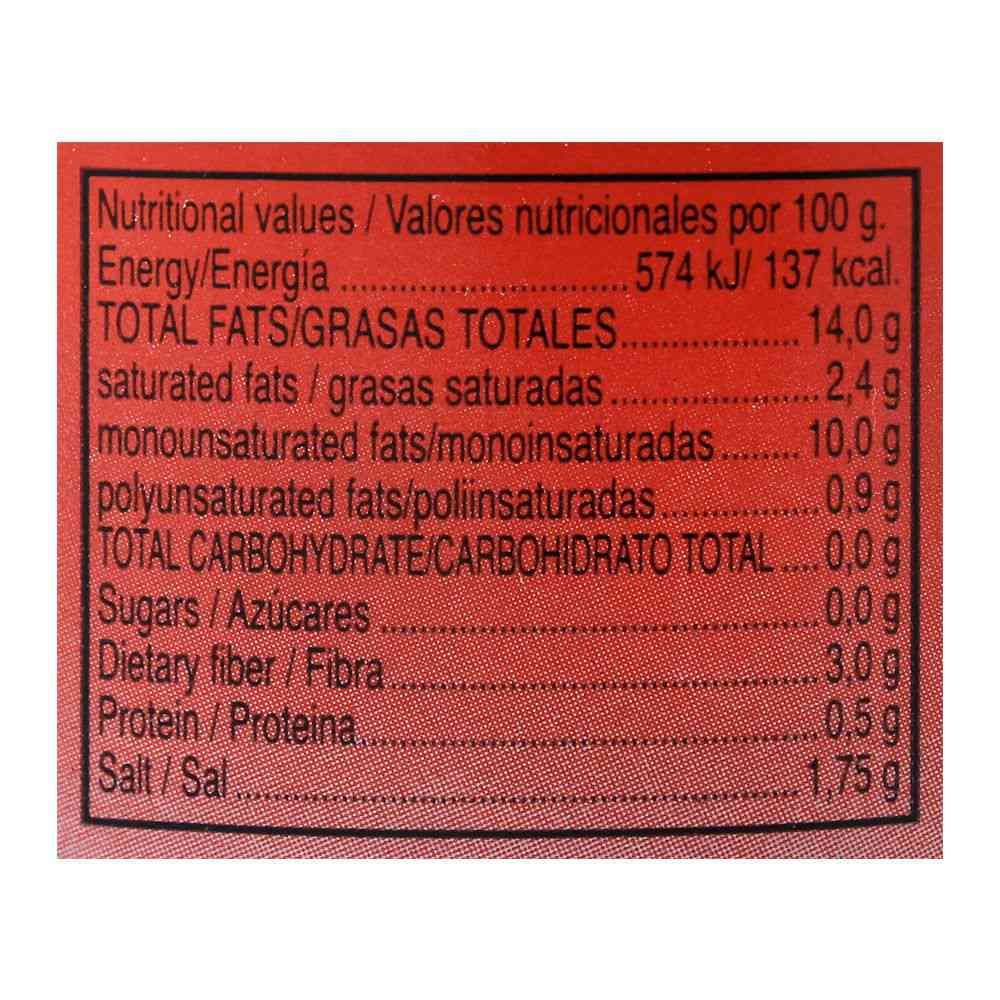 Nutritional values / Valores nutricionales por 100 g.
Energy/Energía ............................ 574 kJ/ 137 kcal.
TOTAL FATS/GRASAS TOTALES.................. 14,0 g
saturated fats / grasas saturadas ..................... 2,4 g
monounsaturated fats/monoinsaturadas ........ 10,0 g
polyunsaturated fats/poliinsaturadas................ 0,9 g
TOTAL CARBOHYDRATE/CARBOHIDRATO TOTAL .... 0,0 g
Sugars / Azúcares ............................................. 0.0 g
Dietary fiber / Fibra............................................ 3.0 g
Protein / Proteina............................................... 0.5 g
Salt / Sal .......................................................... 1,75 g